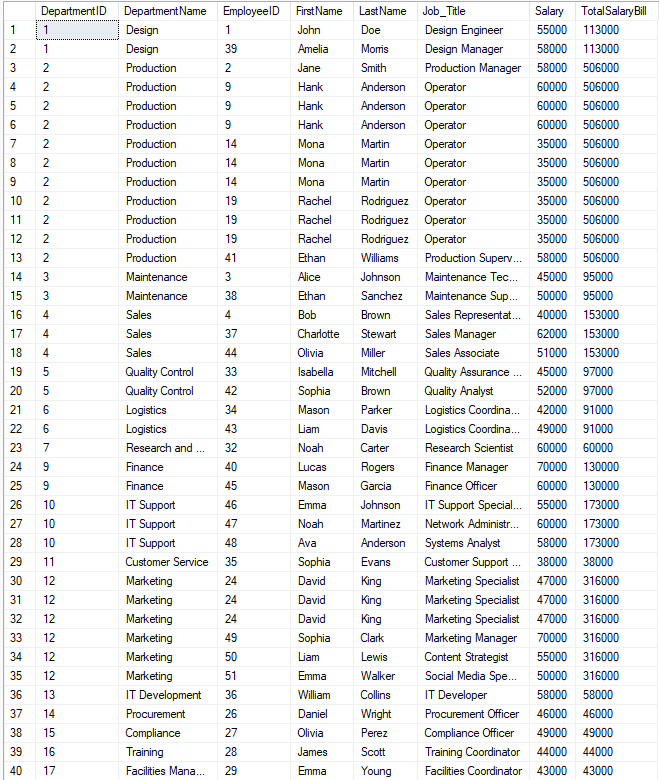 DepartmentID DepartmentName EmployeeID FirstName LastName Job_Title Salary TotalSalaryBill
1 1 Design 1 John Doe Design Engineer 55000 113000
2 1 Design 39 Amelia Morris Design Manager 58000 113000
3 2 Production 2 Jane Smith Production Manager 58000 506000
4 2 Production 9 Hank Anderson Operator 60000 506000
5 2 Production 9 Hank Anderson Operator 60000 506000
6 2 Production 9 Hank Anderson Operator 60000 506000
7 2 Production 14 Mona Martin Operator 35000 506000
8 2 Production 14 Mona Martin Operator 35000 506000
9 2 Production 14 Mona Martin Operator 35000 506000
10 2 Production 19 Rachel Rodriguez Operator 35000 506000
11 2 Production 19 Rachel Rodriguez Operator 35000 506000
12 2 Production 19 Rachel Rodriguez Operator 35000 506000
13 2 Production 41 Ethan Williams Production Superv... 58000 506000
14 3 Maintenance 3 Alice Johnson Maintenance Tec... 45000 95000
15 3 Maintenance 38 Ethan Sanchez Maintenance Sup... 50000 95000
16 4 Sales 4 Bob Brown Sales Representat... 40000 153000
17 4 Sales 37 Charlotte Stewart Sales Manager 62000 153000
18 4 Sales 44 Olivia Miller Sales Associate 51000 153000
19 5 Quality Control 33 Isabella Mitchell Quality Assurance ... 45000 97000
20 5 Quality Control 42 Sophia Brown Quality Analyst 52000 97000
21 6 Logistics 34 Mason Parker Logistics Coordina... 42000 91000
22 6 Logistics 43 Liam Davis Logistics Coordina... 49000 91000
23 7 Research and ... 32 Noah Carter Research Scientist 60000 60000
24 9 Finance 40 Lucas Rogers Finance Manager 70000 130000
25 9 Finance 45 Mason Garcia Finance Officer 60000 130000
26 10 IT Support 46 Emma Johnson IT Support Special... 55000 173000
27 10 IT Support 47 Noah Martinez Network Administr... 60000 173000
28 10 IT Support 48 Ava Anderson Systems Analyst 58000 173000
29 11 Customer Service 35 Sophia Evans Customer Support ... 38000 38000
30 12 Marketing 24 David King Marketing Specialist 47000 316000
31 12 Marketing 24 David King Marketing Specialist 47000 316000
32 12 Marketing 24 David King Marketing Specialist 47000 316000
33 12 Marketing 49 Sophia Clark Marketing Manager 70000 316000
34 12 Marketing 50 Liam Lewis Content Strategist 55000 316000
35 12 Marketing 51 Emma Walker Social Media Spe... 50000 316000
36 13 IT Development 36 William Collins IT Developer 58000 58000
37 14 Procurement 26 Daniel Wright Procurement Officer 46000 46000
38 15 Compliance 27 Olivia Perez Compliance Officer 49000 49000
39 16 Training 28 James Scott Training Coordinator 44000 44000
40 17 Facilities Mana... 29 Emma Young Facilities Coordinator 43000 43000